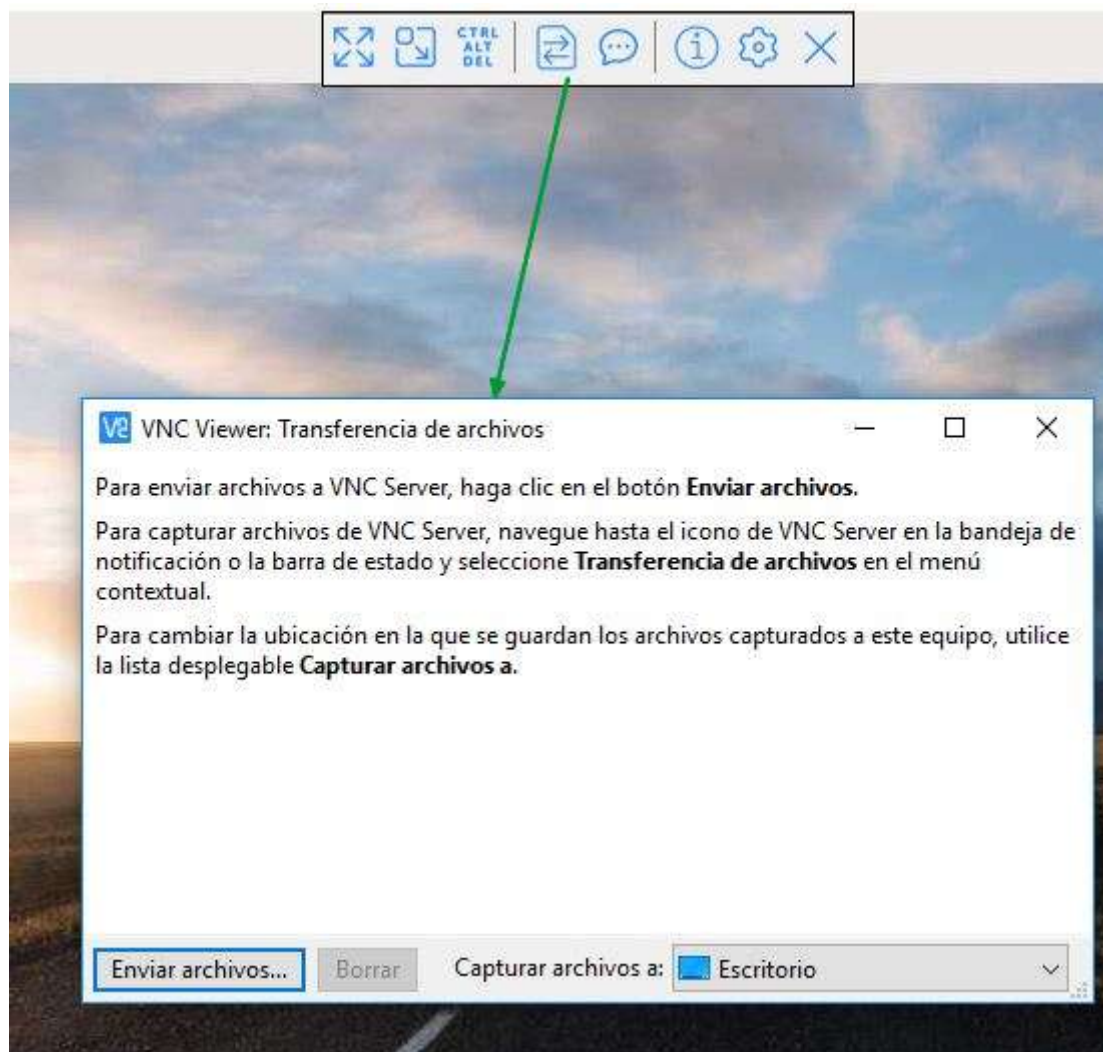 CTRL
ALT
DEL
VNC Viewer: Transferencia de archivos
Para enviar archivos a VNC Server, haga clic en el botón Enviar archivos.
Para capturar archivos de VNC Server, navegue hasta el icono de VNC Server en la bandeja de
notificación o la barra de estado y seleccione Transferencia de archivos en el menú
contextual.
Para cambiar la ubicación en la que se guardan los archivos capturados a este equipo, utilice
la lista desplegable Capturar archivos a.
Enviar archivos... Borrar Capturar archivos a: Escritorio